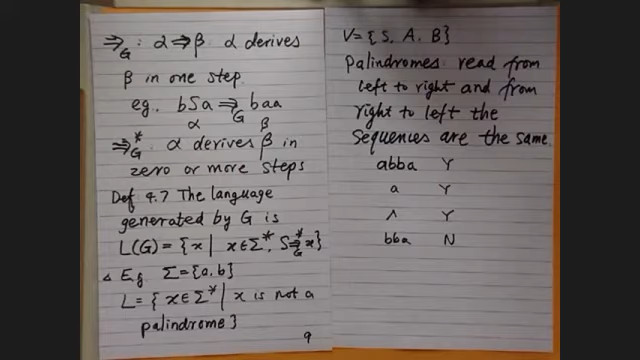 ⇒G : α ⇒ β : α derives
β in one step
eg. bSa ⇒G baa
α β
⇒*G : α derives β in
zero or more steps
Def 4.7 The language
generated by G is
L(G) = { x | x ∈ Σ*, S ⇒*G x }
△ E.g Σ = {a, b}
L = { x ∈ Σ* | x is not a
palindrome }
9
V = { S, A, B }
Palindromes read from
left to right and from
right to left the
sequences are the same.
abba Y
a Y
Λ Y
bba N